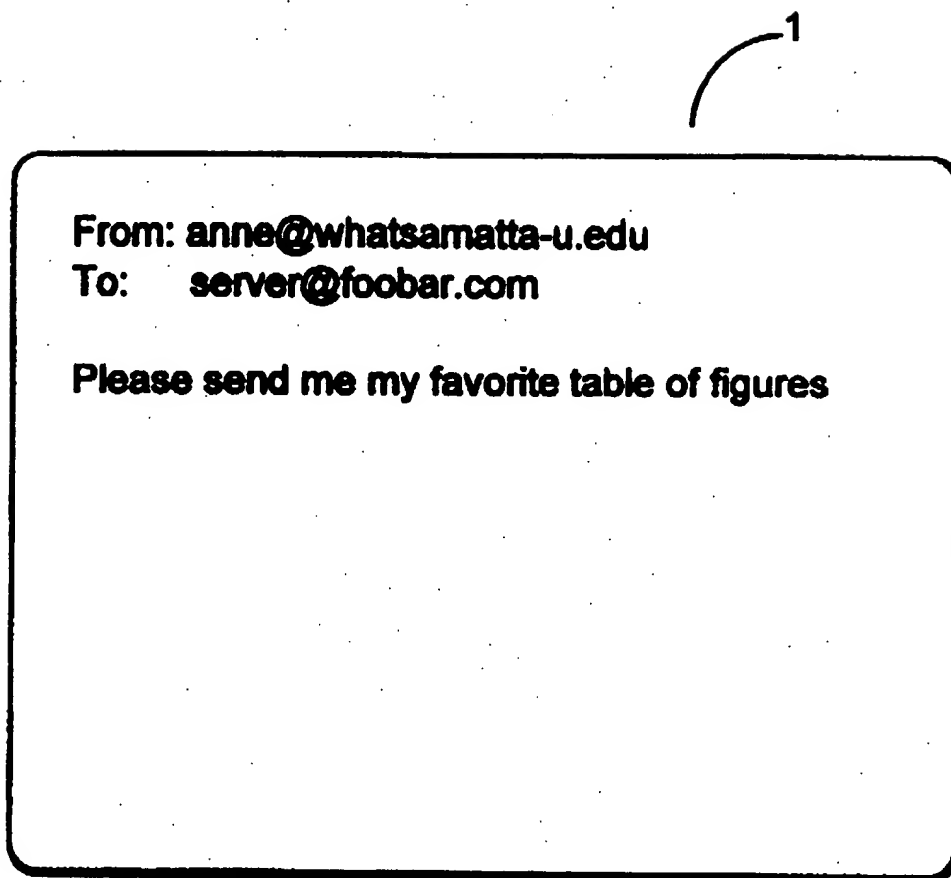 1
From: anne@whatsamatta-u.edu
To: server@foobar.com
Please send me my favorite table of figures